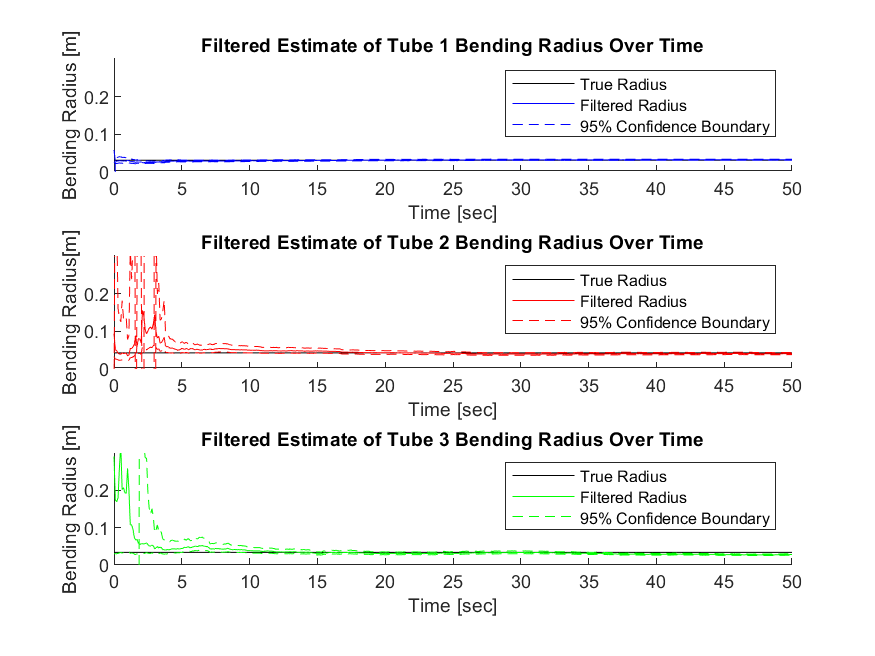 Filtered Estimate of Tube 1 Bending Radius Over Time
Bending Radius [m]
0.2
0.1
0
True Radius
Filtered Radius
95% Confidence Boundary
0 5 10 15 20 25 30 35 40 45 50
Time [sec]
Filtered Estimate of Tube 2 Bending Radius Over Time
Bending Radius[m]
0.2
0.1
0
True Radius
Filtered Radius
95% Confidence Boundary
0 5 10 15 20 25 30 35 40 45 50
Time [sec]
Filtered Estimate of Tube 3 Bending Radius Over Time
Bending Radius [m]
0.2
0.1
0
True Radius
Filtered Radius
95% Confidence Boundary
0 5 10 15 20 25 30 35 40 45 50
Time [sec]